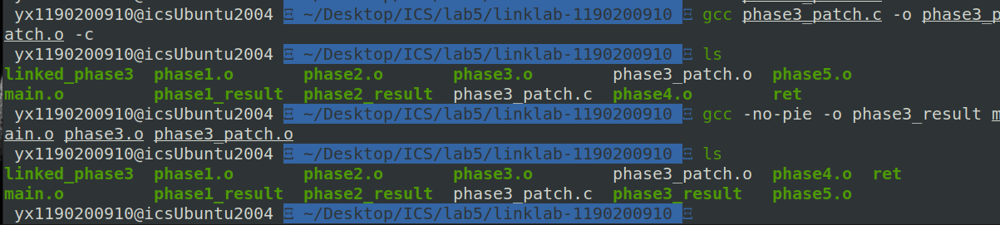 yx1190200910@icsUbuntu2004 ~/Desktop/ICS/lab5/linklab-1190200910 gcc phase3_patch.c -o phase3_p
atch.o -c
yx1190200910@icsUbuntu2004 ~/Desktop/ICS/lab5/linklab-1190200910 ls
linked_phase3 phase1.o phase2.o phase3.o phase3_patch.o phase5.o
main.o phase1_result phase2_result phase3_patch.c phase4.o ret
yx1190200910@icsUbuntu2004 ~/Desktop/ICS/lab5/linklab-1190200910 gcc -no-pie -o phase3_result m
ain.o phase3.o phase3_patch.o
yx1190200910@icsUbuntu2004 ~/Desktop/ICS/lab5/linklab-1190200910 ls
linked_phase3 phase1.o phase2.o phase3.o phase3_patch.o phase4.o ret
main.o phase1_result phase2_result phase3_patch.c phase3_result phase5.o
yx1190200910@icsUbuntu2004 ~/Desktop/ICS/lab5/linklab-1190200910